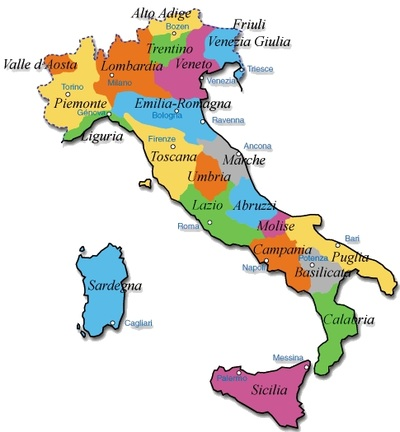 Alto Adige
Bozen
Friuli
Venezia Giulia
Trentino
Valle d'Aosta
Lombardia
Veneto
Triesce
Milano
Venezia
Torino
Piemonte
Emilia-Romagna
Genova
Bologna
Ravenna
Liguria
Firenze
Toscana
Ancona
Marche
Umbria
Lazio
Abruzzi
Roma
Molise
Campania
Bari
Puglia
Napoli
Potenza
Basilicata
Sardegna
Calabria
Cagliari
Messina
Palermo
Sicilia